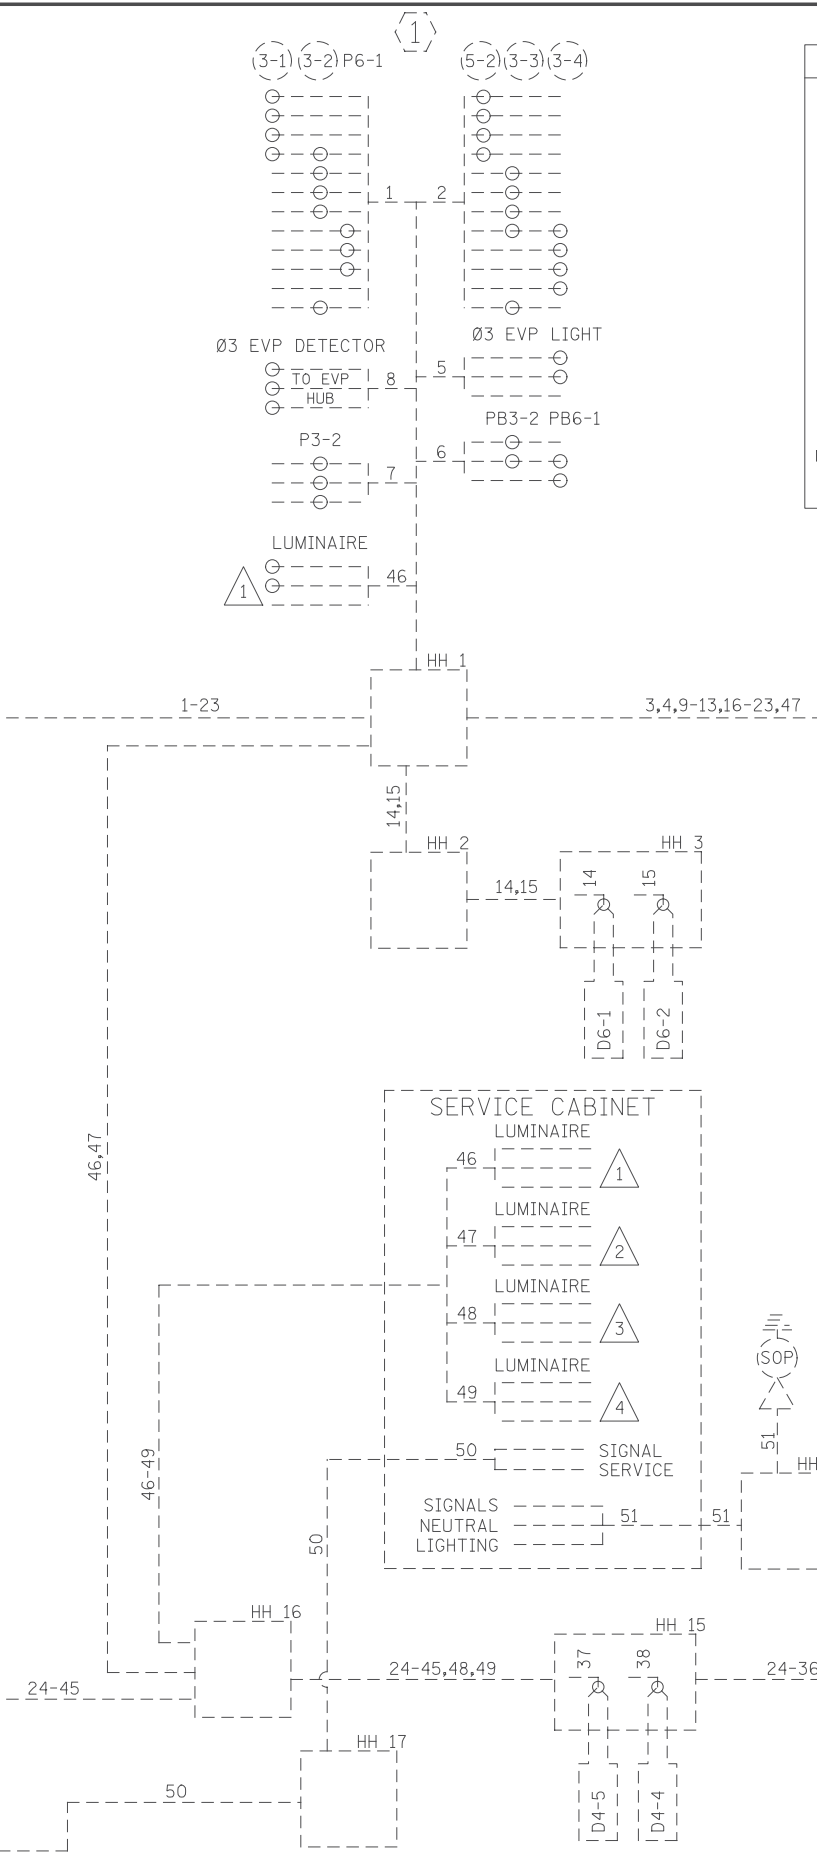 1
3-1 3-2 P6-1
5-2 3-3 3-4
1 2
Ø3 EVP DETECTOR
TO EVP
HUB
8
Ø3 EVP LIGHT
5
P3-2
7
PB3-2 PB6-1
6
LUMINAIRE
1
46
HH 1
1-23
3,4,9-13,16-23,47
14,15
HH 2
14,15
HH 3
14
15
D6-1
D6-2
46,47
SERVICE CABINET
LUMINAIRE
46
1
LUMINAIRE
47
2
LUMINAIRE
48
3
LUMINAIRE
49
4
50
SIGNAL
SERVICE
SIGNALS
NEUTRAL
LIGHTING
51
51
SOP
51
HH
46-49
50
HH 16
24-45
24-45,48,49
HH 15
37
38
D4-5
D4-4
24-36
HH 17
50